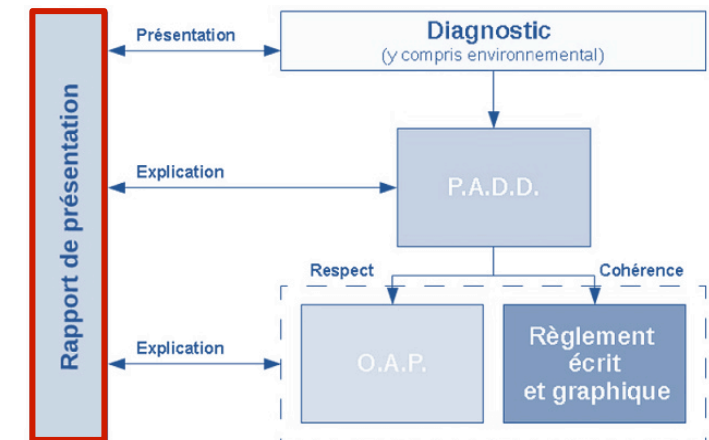 Rapport de présentation
Présentation
Diagnostic
(y compris environnemental)
Explication
P.A.D.D.
Respect
Cohérence
Explication
O.A.P.
Règlement
écrit
et graphique